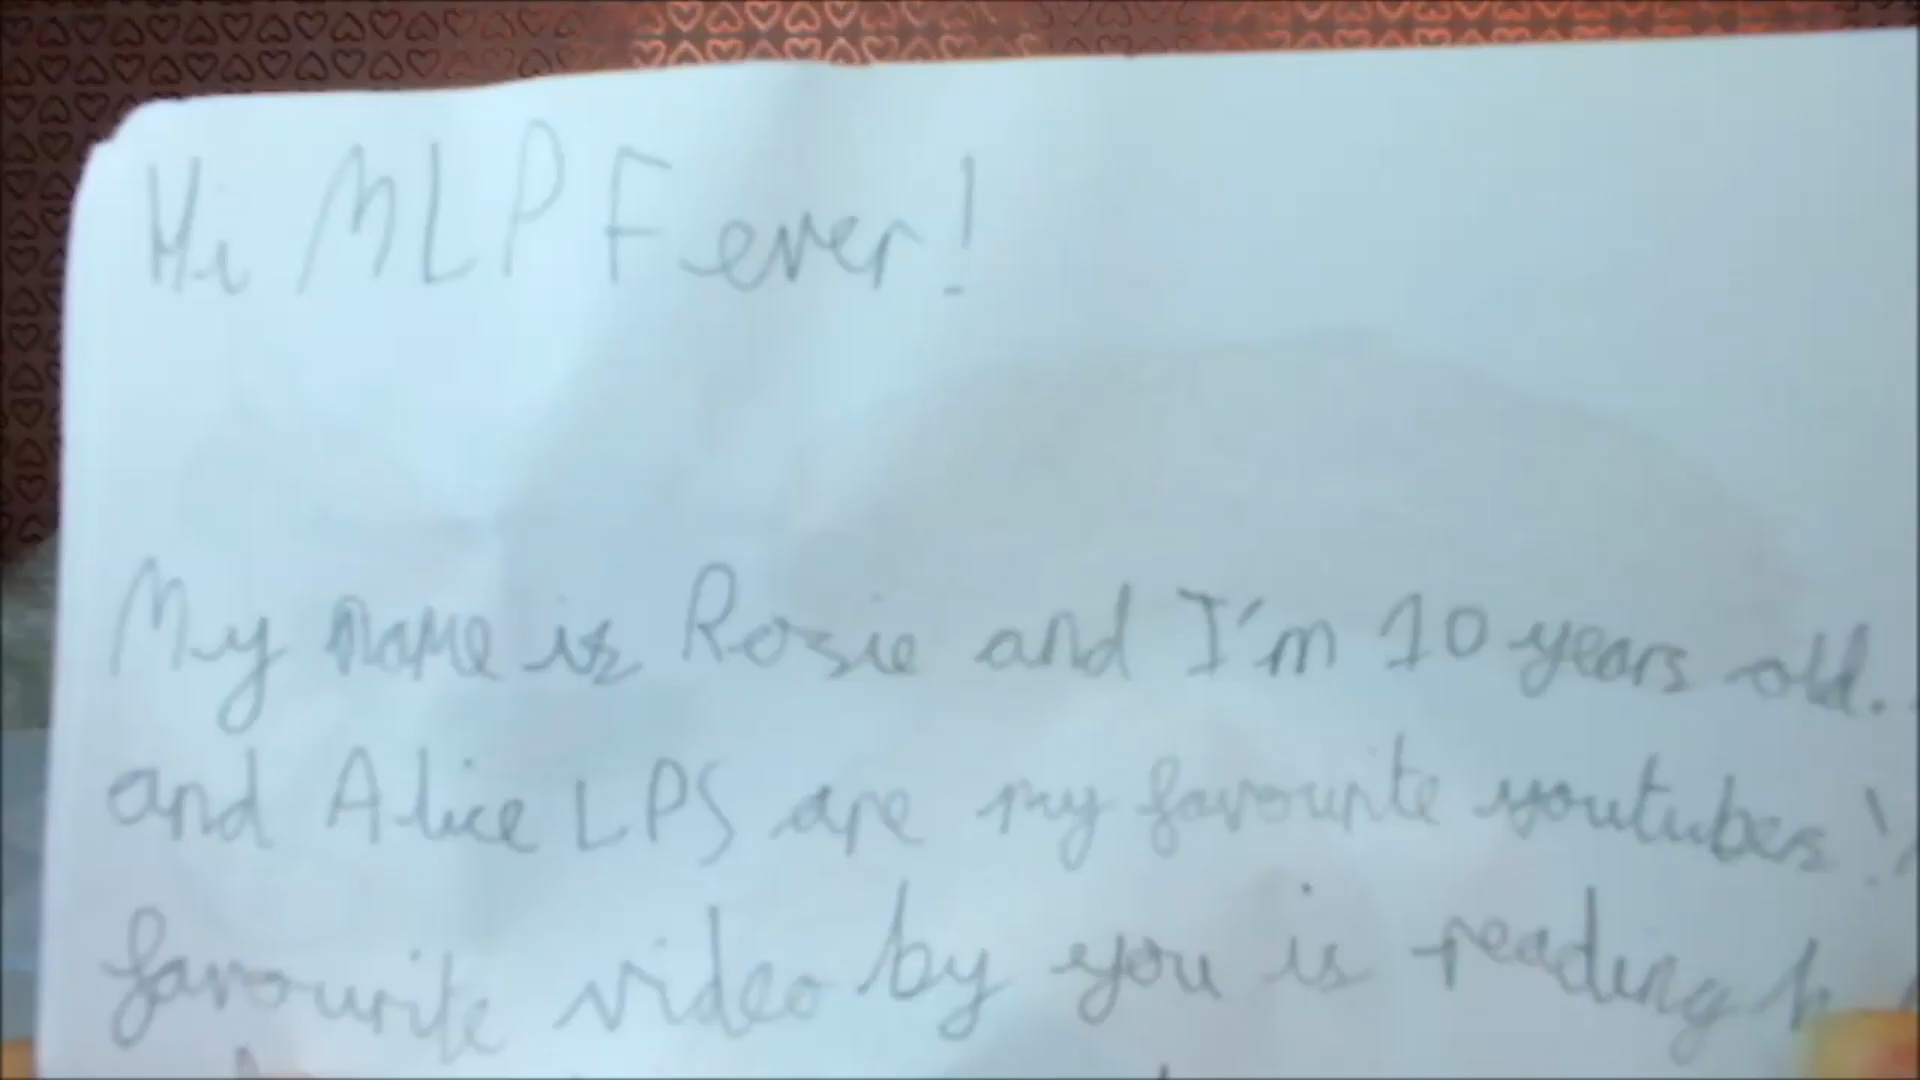 Hi MLP Fever!
My name is Rosie and I'm 10 years old.
and Alice LPS are my favourite youtubers!
favourite video by you is reading